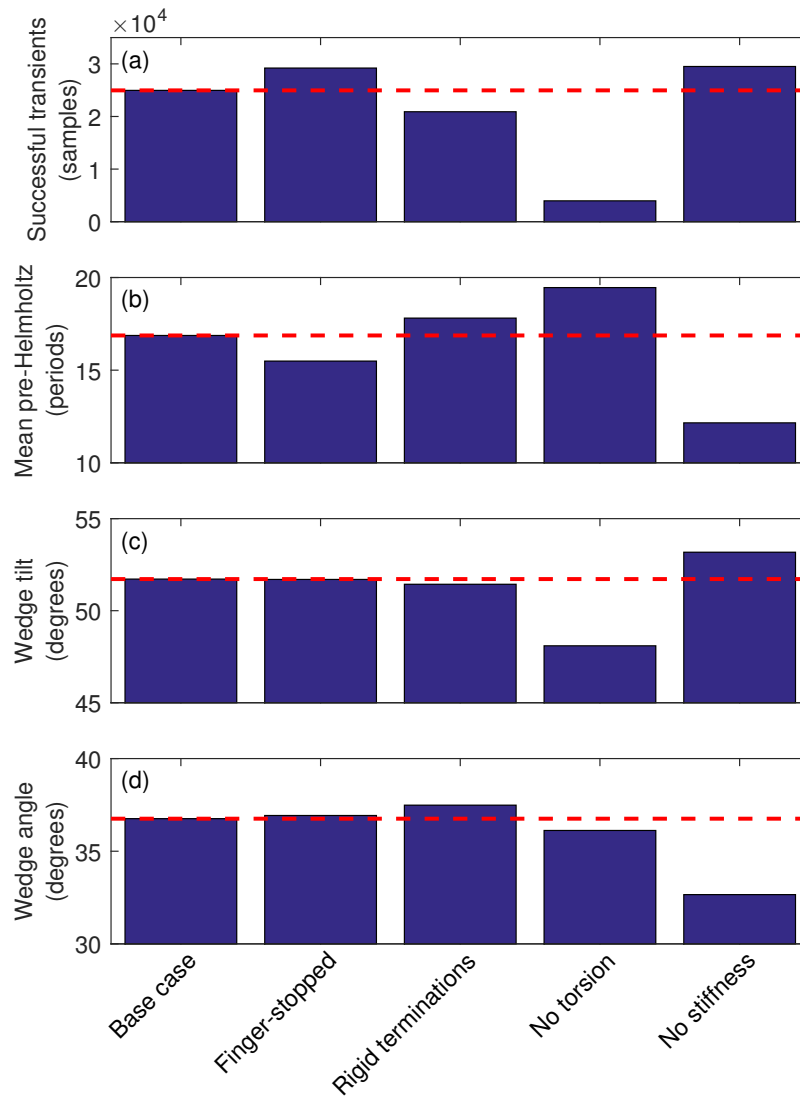 ×10⁴
(a)
Successful transients
(samples)
3
2
1
0
(b)
Mean pre-Helmholtz
(periods)
20
15
10
(c)
Wedge tilt
(degrees)
55
50
45
(d)
Wedge angle
(degrees)
40
35
30
Base case
Finger-stopped
Rigid terminations
No torsion
No stiffness